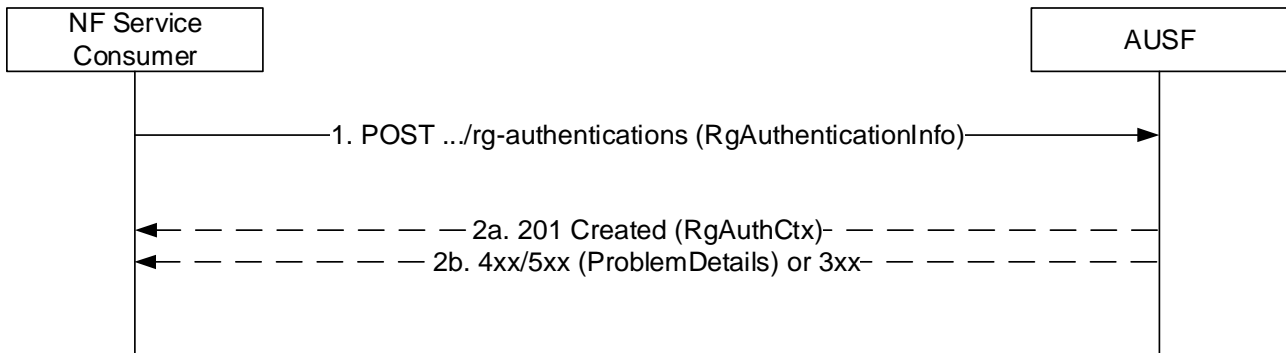 NF Service
Consumer
AUSF
1. POST .../rg-authentications (RgAuthenticationInfo)
2a. 201 Created (RgAuthCtx)
2b. 4xx/5xx (ProblemDetails) or 3xx